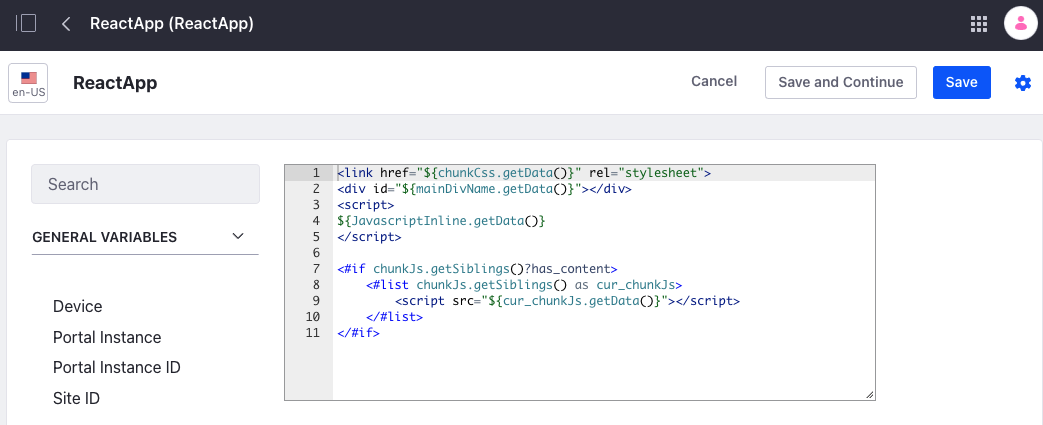 ReactApp (ReactApp)
en-US
ReactApp
Cancel
Save and Continue
Save
Search
GENERAL VARIABLES
Device
Portal Instance
Portal Instance ID
Site ID
1 <link href="${chunkCss.getData()}" rel="stylesheet">
2 <div id="${mainDivName.getData()}"></div>
3 <script>
4 ${JavascriptInline.getData()}
5 </script>
6
7 <#if chunkJs.getSiblings()?has_content>
8     <#list chunkJs.getSiblings() as cur_chunkJs>
9         <script src="${cur_chunkJs.getData()}"></script>
10     </#list>
11 </#if>